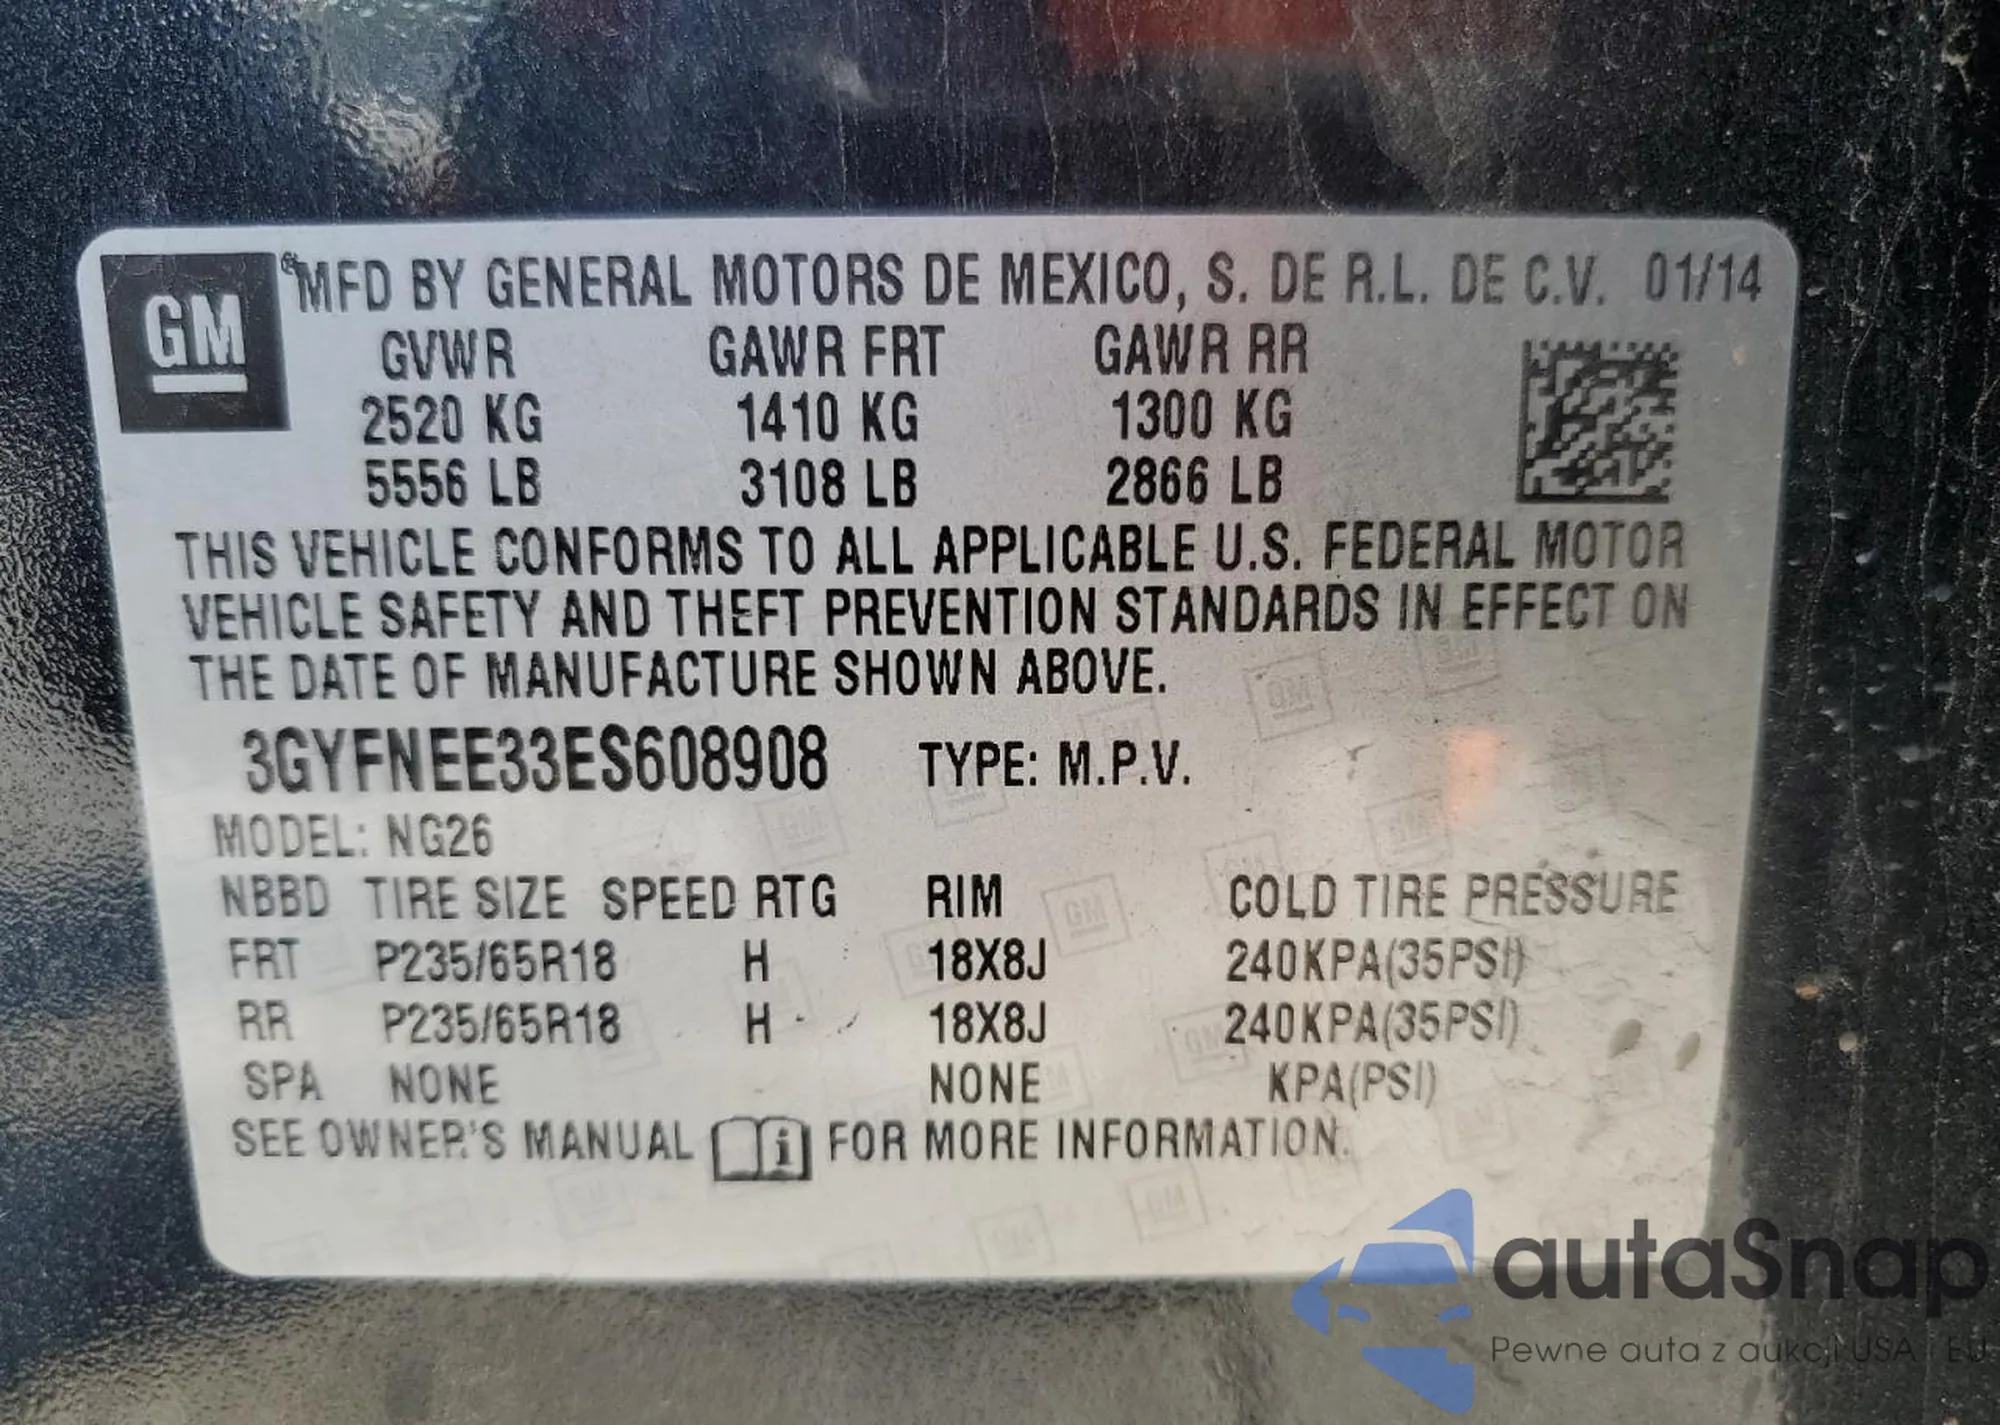 GM
MFD BY GENERAL MOTORS DE MEXICO, S. DE R.L. DE C.V. 01/14
GVWR GAWR FRT GAWR RR
2520 KG 1410 KG 1300 KG
5556 LB 3108 LB 2866 LB
THIS VEHICLE CONFORMS TO ALL APPLICABLE U.S. FEDERAL MOTOR
VEHICLE SAFETY AND THEFT PREVENTION STANDARDS IN EFFECT ON
THE DATE OF MANUFACTURE SHOWN ABOVE.
3GYFNEE33ES608908 TYPE: M.P.V.
MODEL: NG26
NBBD TIRE SIZE SPEED RTG RIM COLD TIRE PRESSURE
FRT P235/65R18 H 18X8J 240KPA(35PSI)
RR P235/65R18 H 18X8J 240KPA(35PSI)
SPA NONE NONE KPA(PSI)
SEE OWNER'S MANUAL i FOR MORE INFORMATION.
autaSnap
Pewne auta z aukcji USA i EU